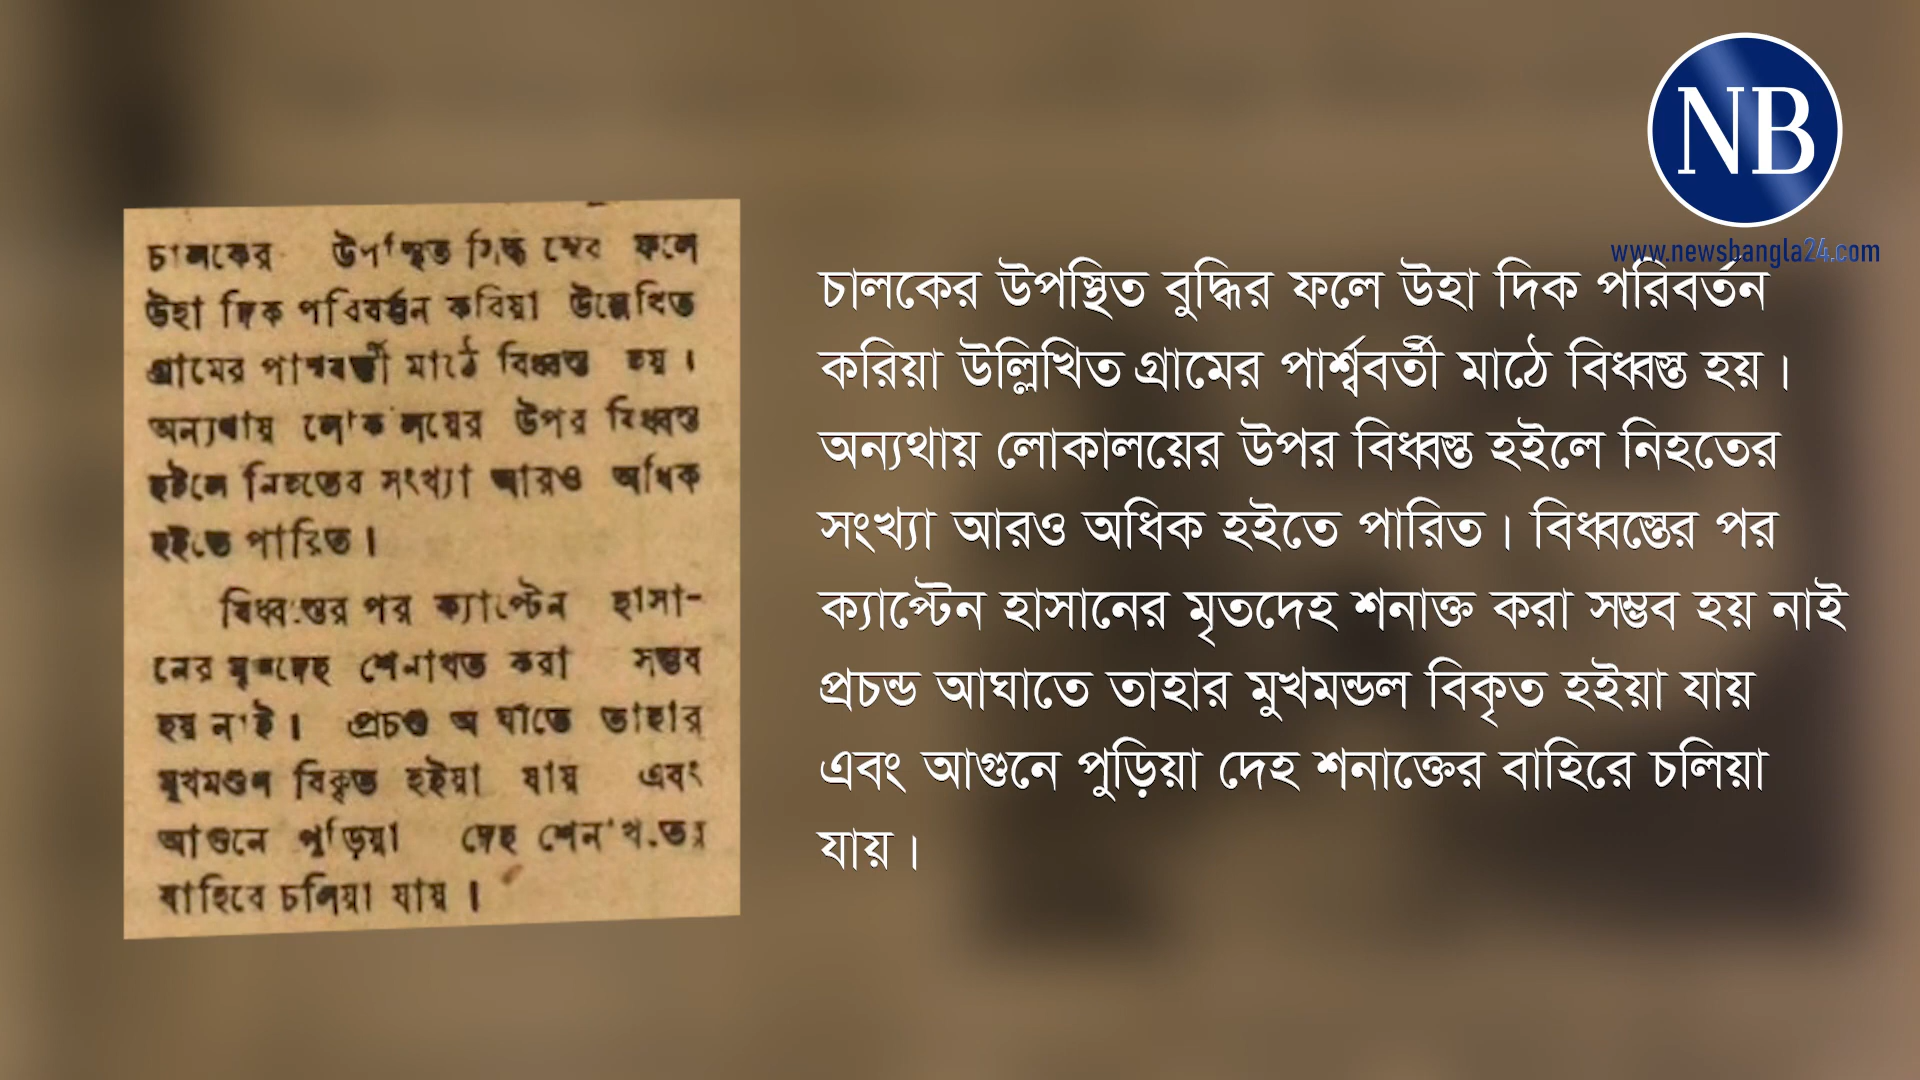 NB
www.newsbangla24.com
চালকের উপস্থিত ফলে
উহা দিক পরিবর্ত্তন করিয়া উল্লেখিত
গ্রামের পার্শ্ববর্ত্তী মাঠে বিধ্বস্ত হয়।
অন্যথায় লোকালয়ের উপর বিধ্বস্ত
হইলে নিহতের সংখ্যা আরও অধিক
হইতে পারিত।
বিধ্বস্তের পর ক্যাপ্টেন হাসা-
নের মৃতদেহ শেনাখত করা সম্ভব
হয় নাই। প্রচণ্ড আঘাতে তাহার
মুখমণ্ডল বিকৃত হইয়া যায় এবং
আগুনে পুড়িয়া দেহ শেনাখতের
বাহিরে চলিয়া যায়।
চালকের উপস্থিত বুদ্ধির ফলে উহা দিক পরিবর্তন
করিয়া উল্লিখিত গ্রামের পার্শ্ববর্তী মাঠে বিধ্বস্ত হয়।
অন্যথায় লোকালয়ের উপর বিধ্বস্ত হইলে নিহতের
সংখ্যা আরও অধিক হইতে পারিত। বিধ্বস্তের পর
ক্যাপ্টেন হাসানের মৃতদেহ শনাক্ত করা সম্ভব হয় নাই
প্রচন্ড আঘাতে তাহার মুখমন্ডল বিকৃত হইয়া যায়
এবং আগুনে পুড়িয়া দেহ শনাক্তের বাহিরে চলিয়া
যায়।